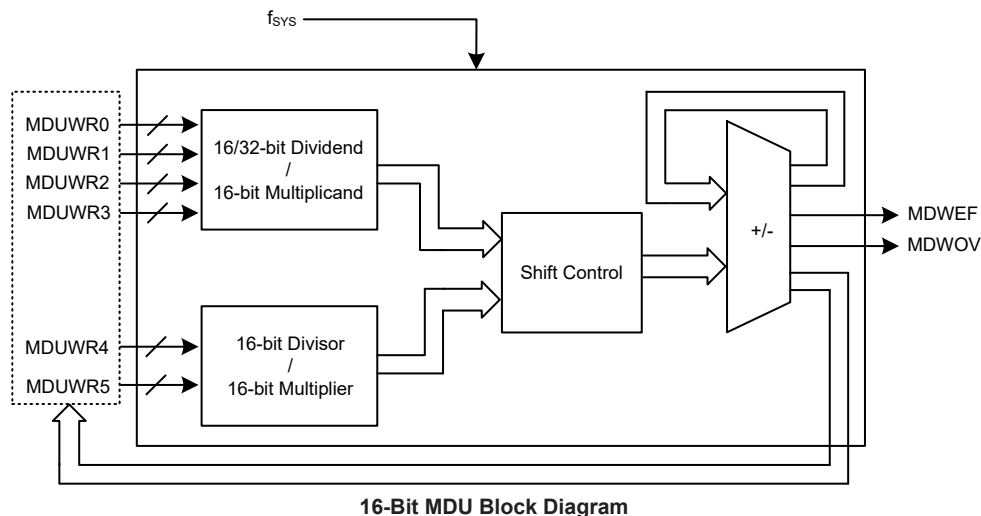 fSYS
MDUWR0
MDUWR1
MDUWR2
MDUWR3
16/32-bit Dividend
/
16-bit Multiplicand
MDUWR4
MDUWR5
16-bit Divisor
/
16-bit Multiplier
Shift Control
+/-
MDWEF
MDWOV
16-Bit MDU Block Diagram